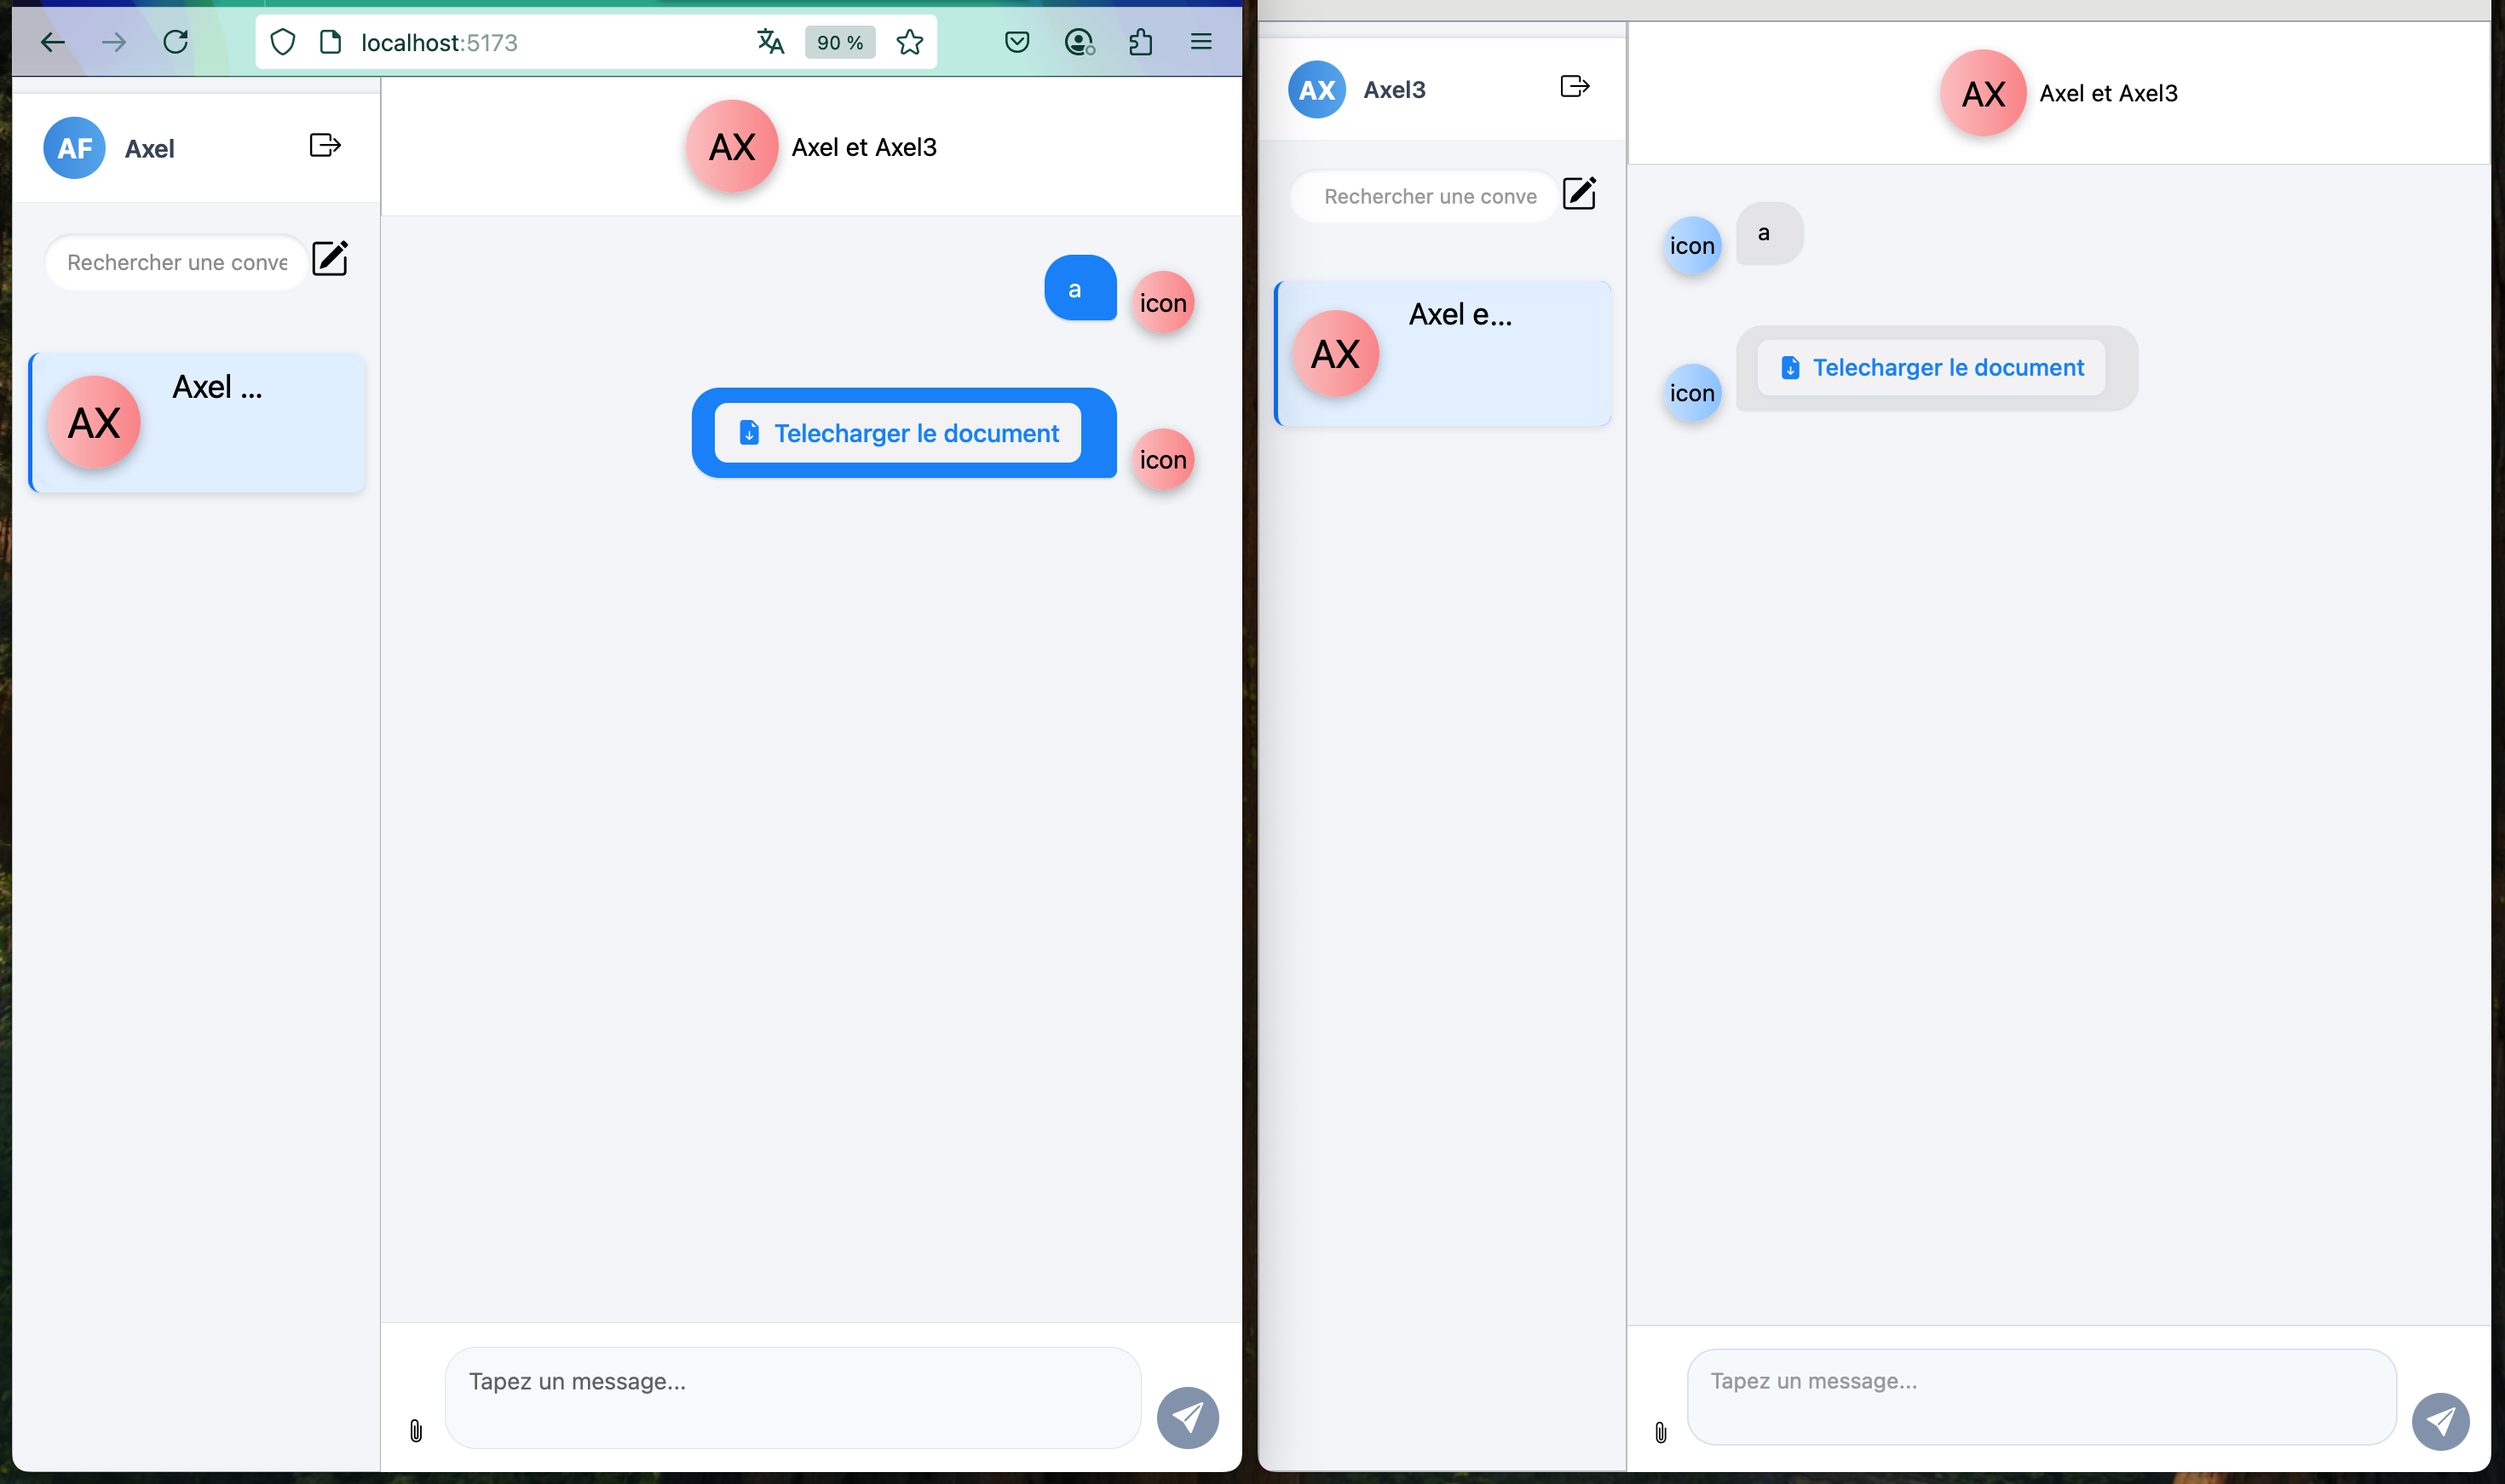 localhost:5173
90 %
AF Axel
AX Axel et Axel3
Rechercher une conve
AX Axel ...
a
icon
Telecharger le document
icon
Tapez un message...
AX Axel3
AX Axel et Axel3
Rechercher une conve
AX Axel e...
icon
a
icon
Telecharger le document
Tapez un message...